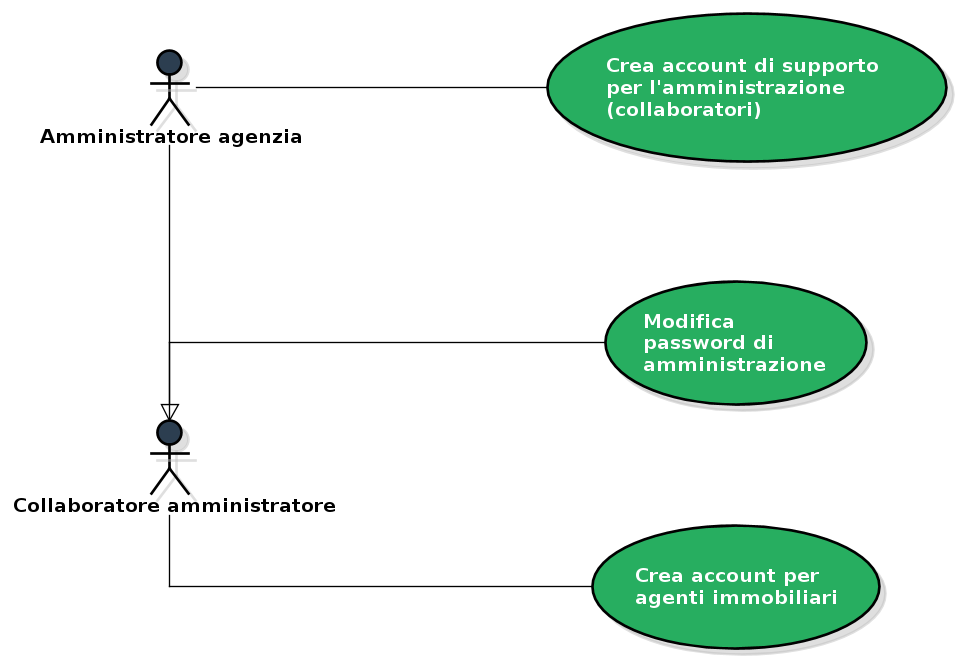 Crea account di supporto
per l'amministrazione
(collaboratori)
Amministratore agenzia
Modifica
password di
amministrazione
Collaboratore amministratore
Crea account per
agenti immobiliari